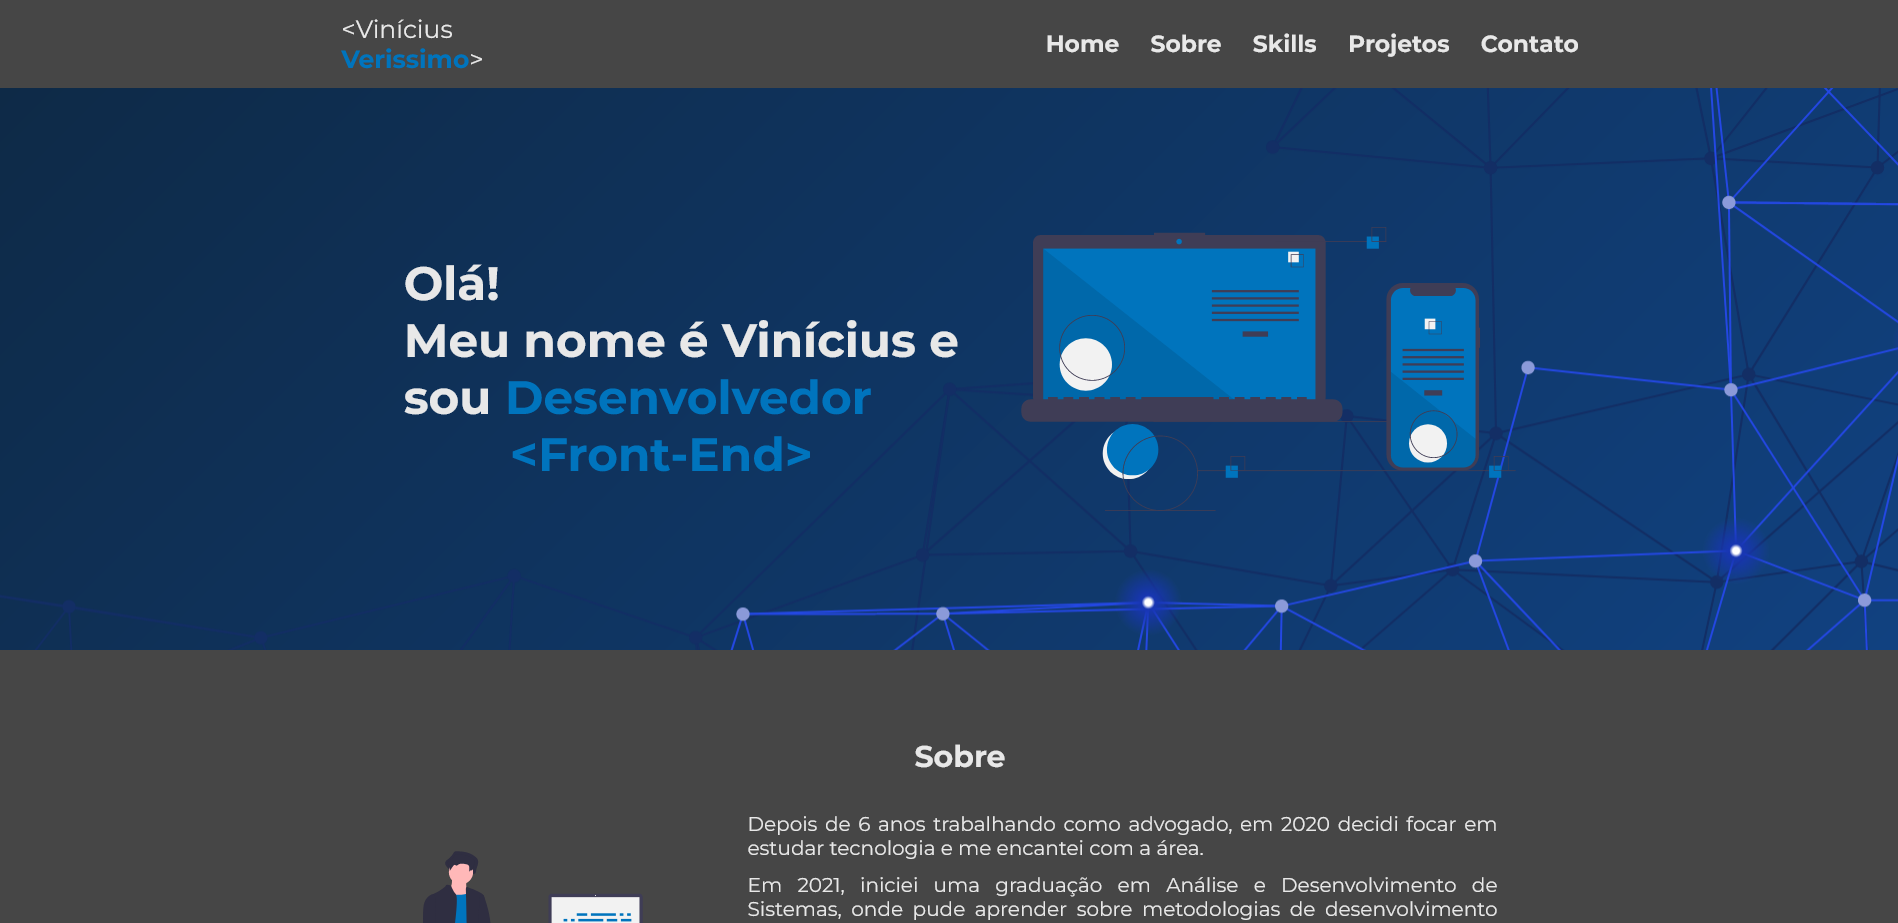 <Vinícius
Verissimo>
Home Sobre Skills Projetos Contato
Olá!
Meu nome é Vinícius e
sou Desenvolvedor
<Front-End>
Sobre
Depois de 6 anos trabalhando como advogado, em 2020 decidi focar em
estudar tecnologia e me encantei com a área.
Em 2021, iniciei uma graduação em Análise e Desenvolvimento de
Sistemas, onde pude aprender sobre metodologias de desenvolvimento